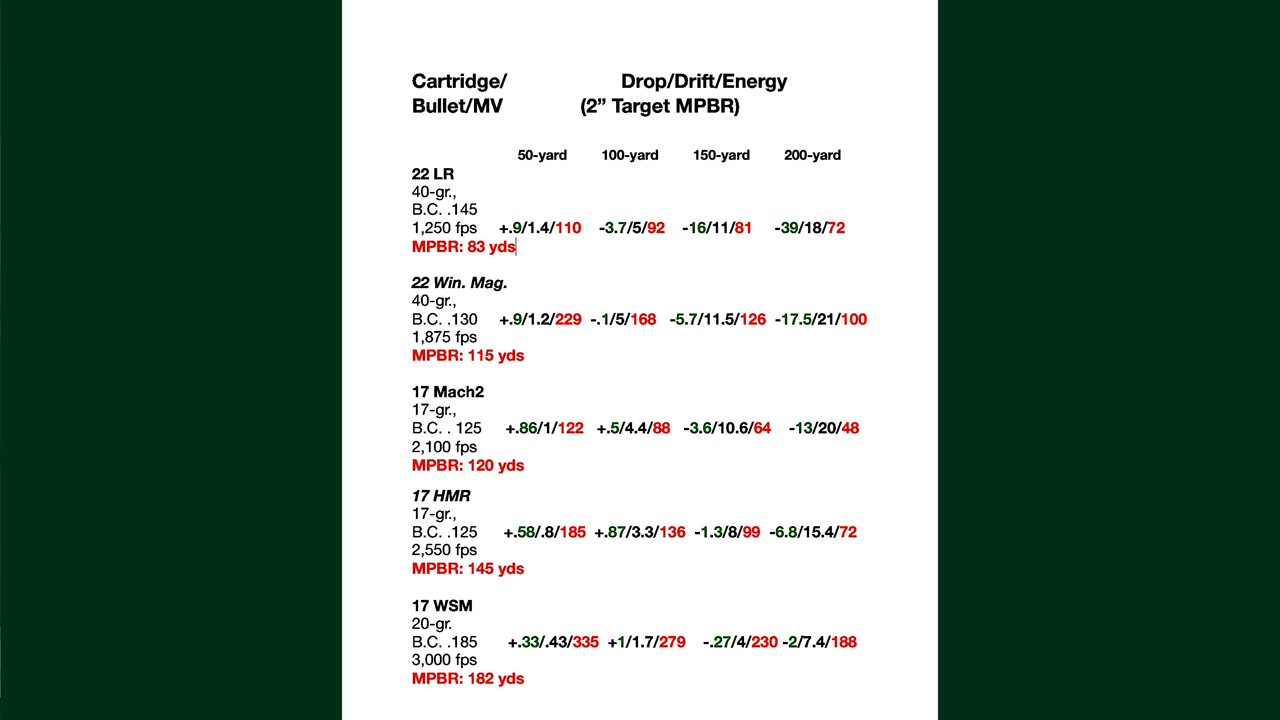 Cartridge/ Drop/Drift/Energy
Bullet/MV (2” Target MPBR)
50-yard 100-yard 150-yard 200-yard
22 LR
40-gr.,
B.C. .145
1,250 fps +.9/1.4/110 -3.7/5/92 -16/11/81 -39/18/72
MPBR: 83 yds
22 Win. Mag.
40-gr.,
B.C. .130 +.9/1.2/229 -.1/5/168 -5.7/11.5/126 -17.5/21/100
1,875 fps
MPBR: 115 yds
17 Mach2
17-gr.,
B.C. . 125 +.86/1/122 +.5/4.4/88 -3.6/10.6/64 -13/20/48
2,100 fps
MPBR: 120 yds
17 HMR
17-gr.,
B.C. .125 +.58/.8/185 +.87/3.3/136 -1.3/8/99 -6.8/15.4/72
2,550 fps
MPBR: 145 yds
17 WSM
20-gr.
B.C. .185 +.33/.43/335 +1/1.7/279 -.27/4/230 -2/7.4/188
3,000 fps
MPBR: 182 yds